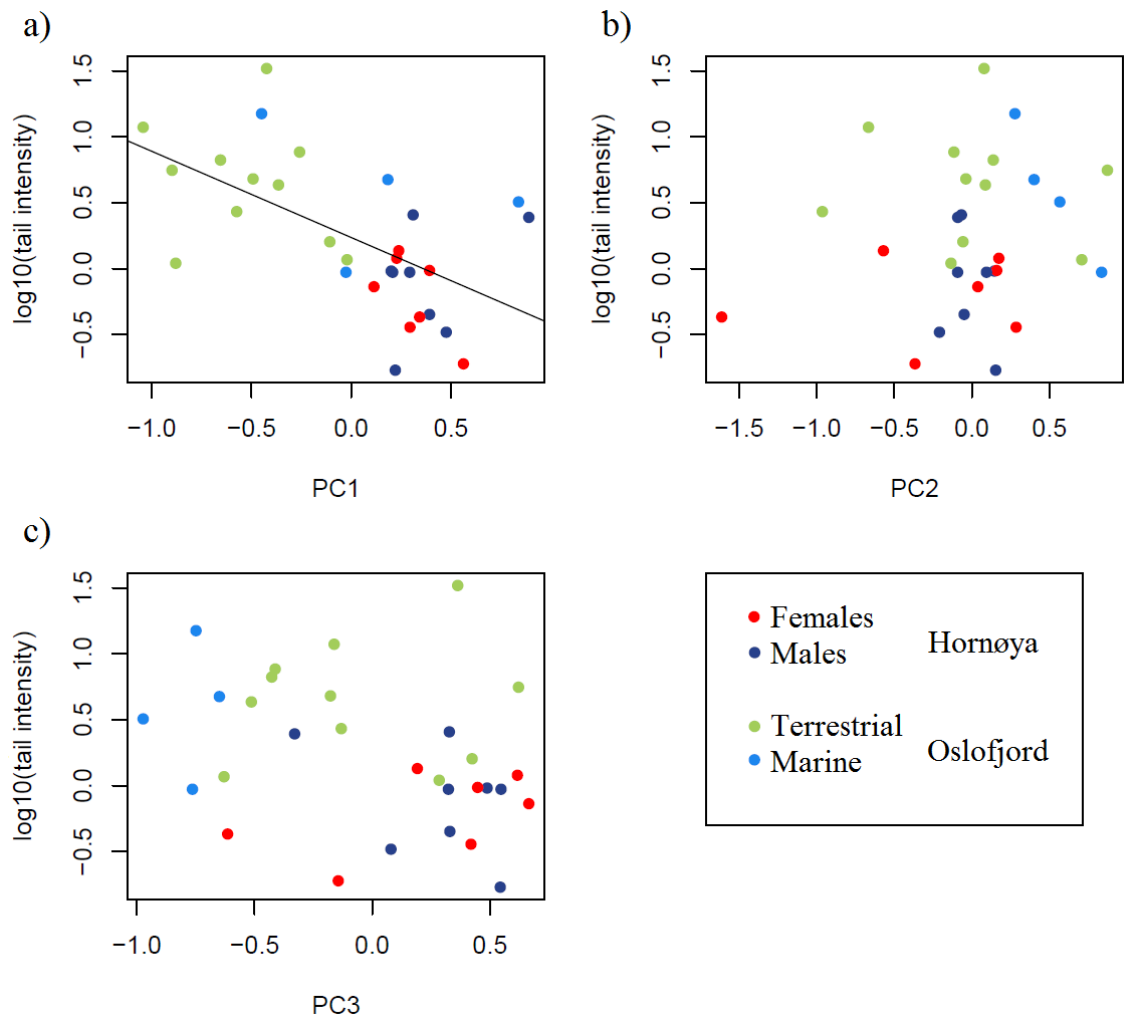 a)
log10(tail intensity)
1.5
1.0
0.5
0.0
−0.5
−1.0 −0.5 0.0 0.5
PC1
b)
log10(tail intensity)
1.5
1.0
0.5
0.0
−0.5
−1.5 −1.0 −0.5 0.0 0.5
PC2
c)
log10(tail intensity)
1.5
1.0
0.5
0.0
−0.5
−1.0 −0.5 0.0 0.5
PC3
Females
Males
Hornøya
Terrestrial
Marine
Oslofjord